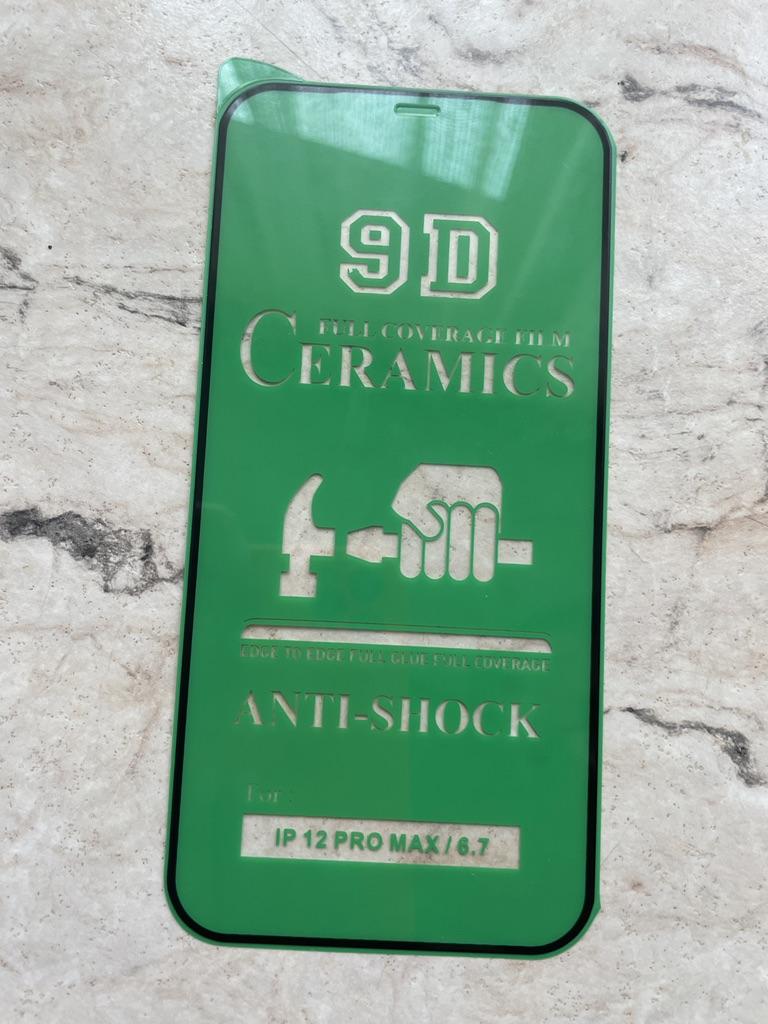 9D
FULL COVERAGE FILM
CERAMICS
EDGE TO EDGE FULL GLUE FULL COVERAGE
ANTI-SHOCK
For :
IP 12 PRO MAX / 6.7